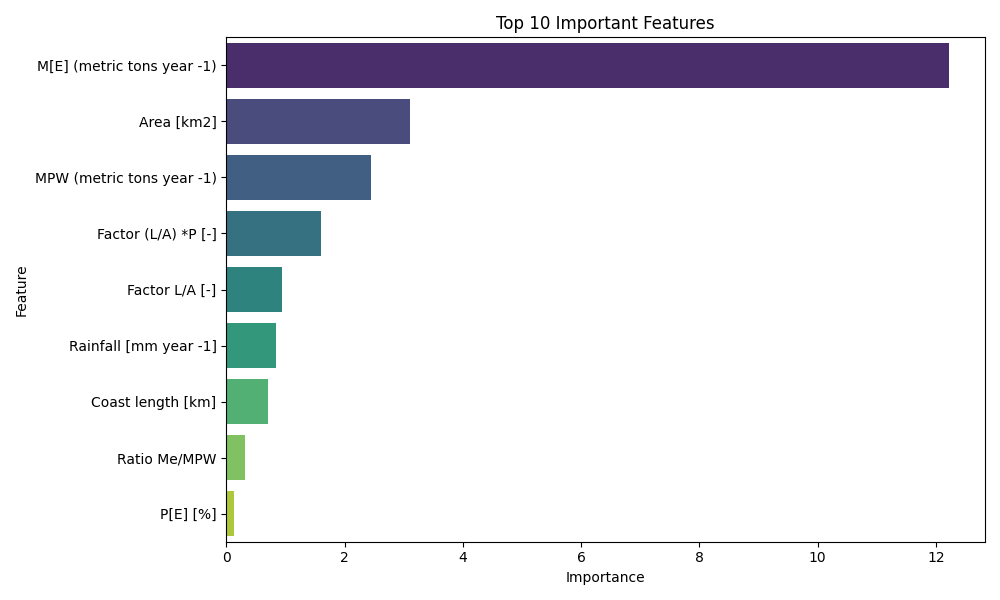 Top 10 Important Features
Feature
M[E] (metric tons year -1)
Area [km2]
MPW (metric tons year -1)
Factor (L/A) *P [-]
Factor L/A [-]
Rainfall [mm year -1]
Coast length [km]
Ratio Me/MPW
P[E] [%]
0 2 4 6 8 10 12
Importance